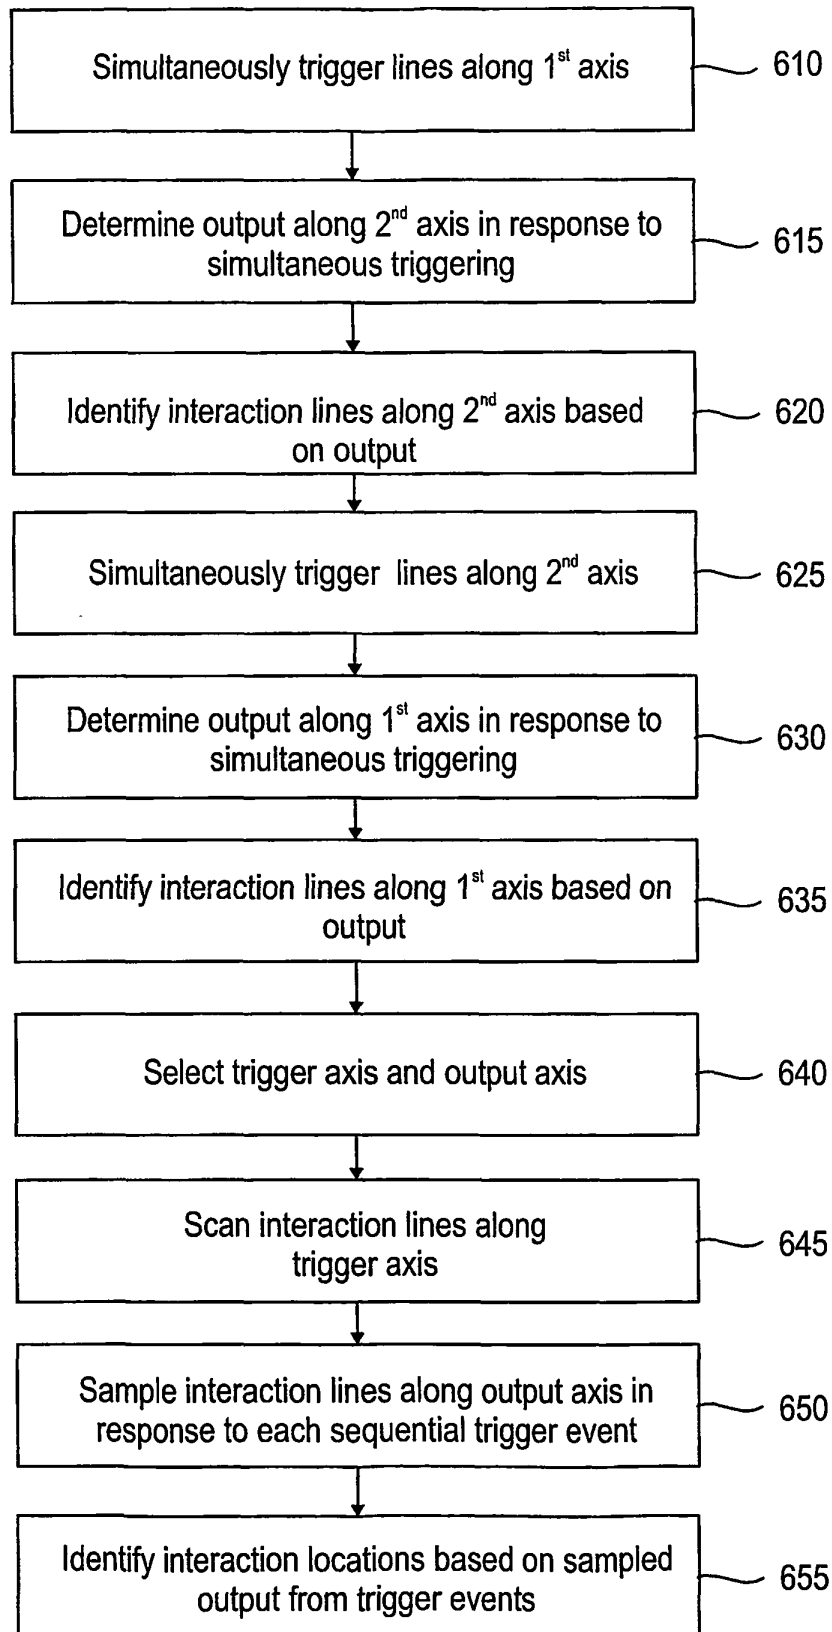 Simultaneously trigger lines along 1st axis
610
Determine output along 2nd axis in response to
simultaneous triggering
615
Identify interaction lines along 2nd axis based
on output
620
Simultaneously trigger lines along 2nd axis
625
Determine output along 1st axis in response to
simultaneous triggering
630
Identify interaction lines along 1st axis based on
output
635
Select trigger axis and output axis
640
Scan interaction lines along
trigger axis
645
Sample interaction lines along output axis in
response to each sequential trigger event
650
Identify interaction locations based on sampled
output from trigger events
655